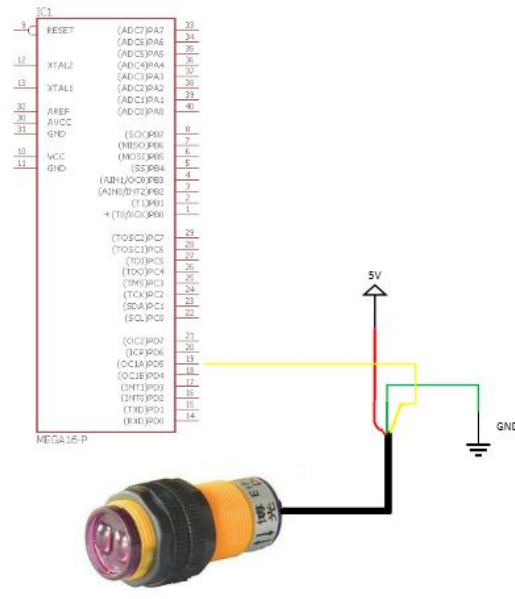 IC1
9 RESET (ADC7)PA7 33
(ADC6)PA6 34
(ADC5)PA5 35
12 XTAL2 (ADC4)PA4 36
(ADC3)PA3 37
13 XTAL1 (ADC2)PA2 38
(ADC1)PA1 39
32 AREF (ADC0)PA0 40
30 AVCC
31 GND (SCK)PB7 8
(MISO)PB6 7
10 VCC (MOSI)PB5 6
11 GND (SS)PB4 5
(AIN1/OC0)PB3 4
(AIN0/INT2)PB2 3
(T1)PB1 2
(T0/XCK)PB0 1
(TOSC2)PC7 29
(TOSC1)PC6 28
(TDI)PC5 27
(TDO)PC4 26
(TMS)PC3 25
(TCK)PC2 24
(SDA)PC1 23
(SCL)PC0 22
5V
(OC2)PD7 21
(ICP)PD6 20
(OC1A)PD5 19
(OC1B)PD4 18
(INT1)PD3 17
(INT0)PD2 16
(TXD)PD1 15
(RXD)PD0 14
GND
MEGA16-P